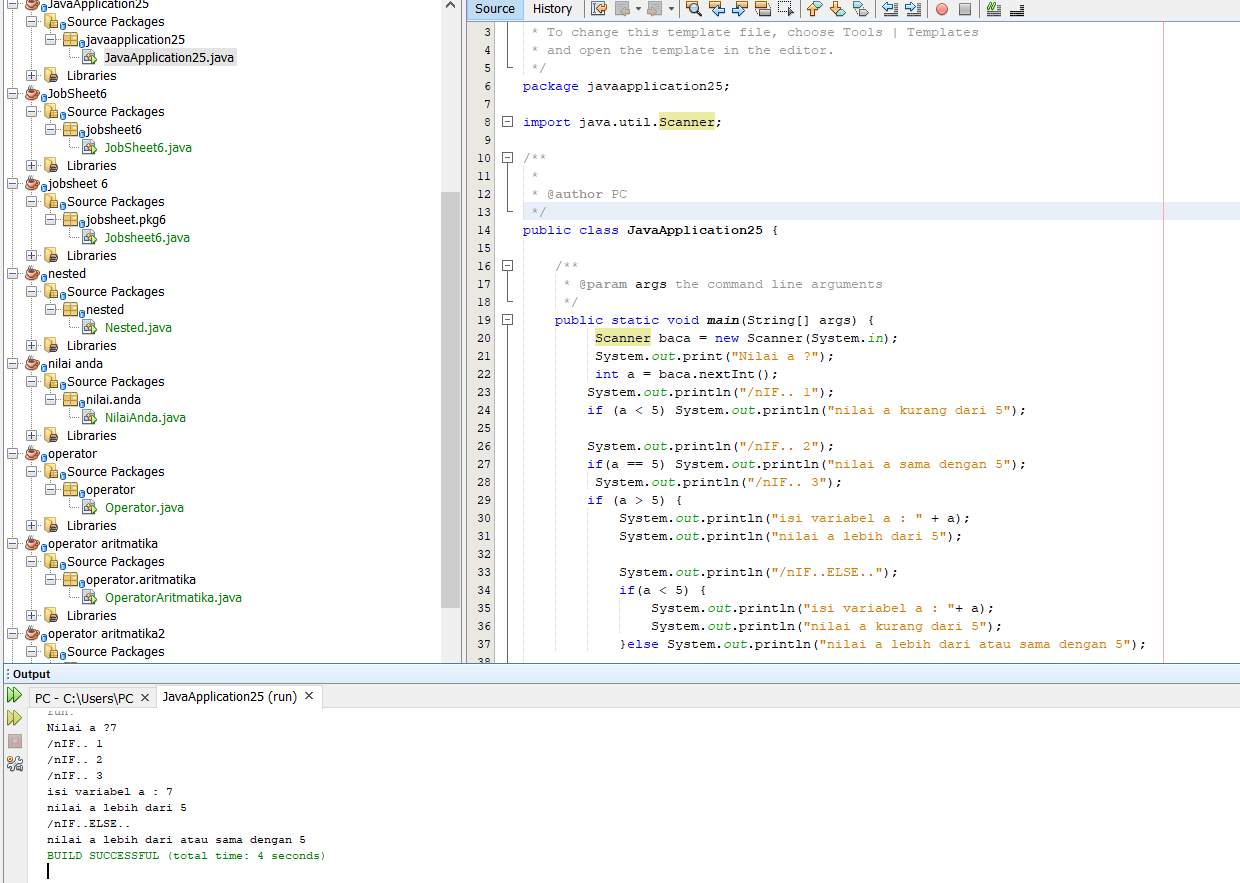 JavaApplication25
Source Packages
javaapplication25
JavaApplication25.java
Libraries
JobSheet6
Source Packages
jobsheet6
JobSheet6.java
Libraries
jobsheet 6
Source Packages
jobsheet.pkg6
Jobsheet6.java
Libraries
nested
Source Packages
nested
Nested.java
Libraries
nilai anda
Source Packages
nilai.anda
NilaiAnda.java
Libraries
operator
Source Packages
operator
Operator.java
Libraries
operator aritmatika
Source Packages
operator.aritmatika
OperatorAritmatika.java
Libraries
operator aritmatika2
Source Packages
Source History
3 * To change this template file, choose Tools | Templates
4 * and open the template in the editor.
5 */
6 package javaapplication25;
7
8 import java.util.Scanner;
9
10 /**
11 *
12 * @author PC
13 */
14 public class JavaApplication25 {
15
16 /**
17 * @param args the command line arguments
18 */
19 public static void main(String[] args) {
20 Scanner baca = new Scanner(System.in);
21 System.out.print("Nilai a ?");
22 int a = baca.nextInt();
23 System.out.println("/nIF.. 1");
24 if (a < 5) System.out.println("nilai a kurang dari 5");
25
26 System.out.println("/nIF.. 2");
27 if(a == 5) System.out.println("nilai a sama dengan 5");
28 System.out.println("/nIF.. 3");
29 if (a > 5) {
30 System.out.println("isi variabel a : " + a);
31 System.out.println("nilai a lebih dari 5");
32
33 System.out.println("/nIF..ELSE..");
34 if(a < 5) {
35 System.out.println("isi variabel a : "+ a);
36 System.out.println("nilai a kurang dari 5");
37 }else System.out.println("nilai a lebih dari atau sama dengan 5");
38
Output
PC - C:\Users\PC × JavaApplication25 (run) ×
run:
Nilai a ?7
/nIF.. 1
/nIF.. 2
/nIF.. 3
isi variabel a : 7
nilai a lebih dari 5
/nIF..ELSE..
nilai a lebih dari atau sama dengan 5
BUILD SUCCESSFUL (total time: 4 seconds)